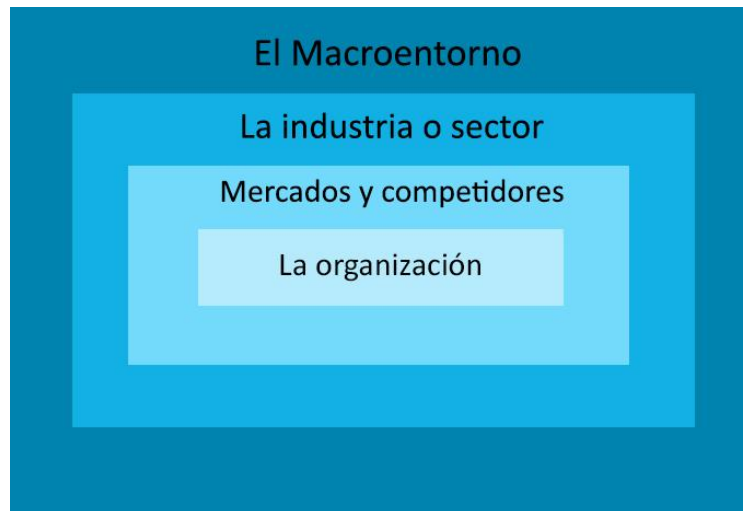 El Macroentorno
La industria o sector
Mercados y competidores
La organización